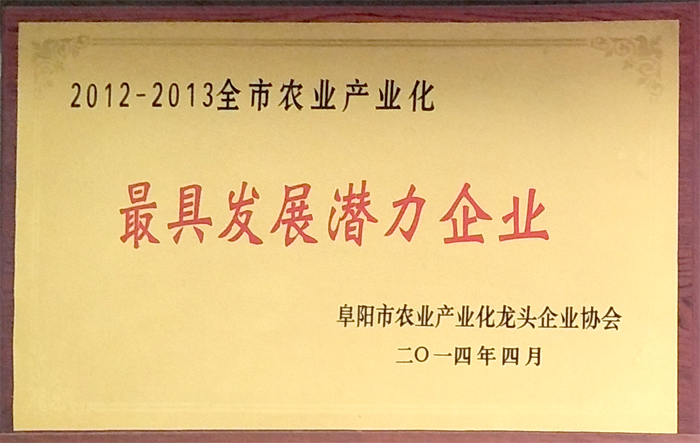 2012-2013全市农业产业化
最具发展潜力企业
阜阳市农业产业化龙头企业协会
二〇一四年四月